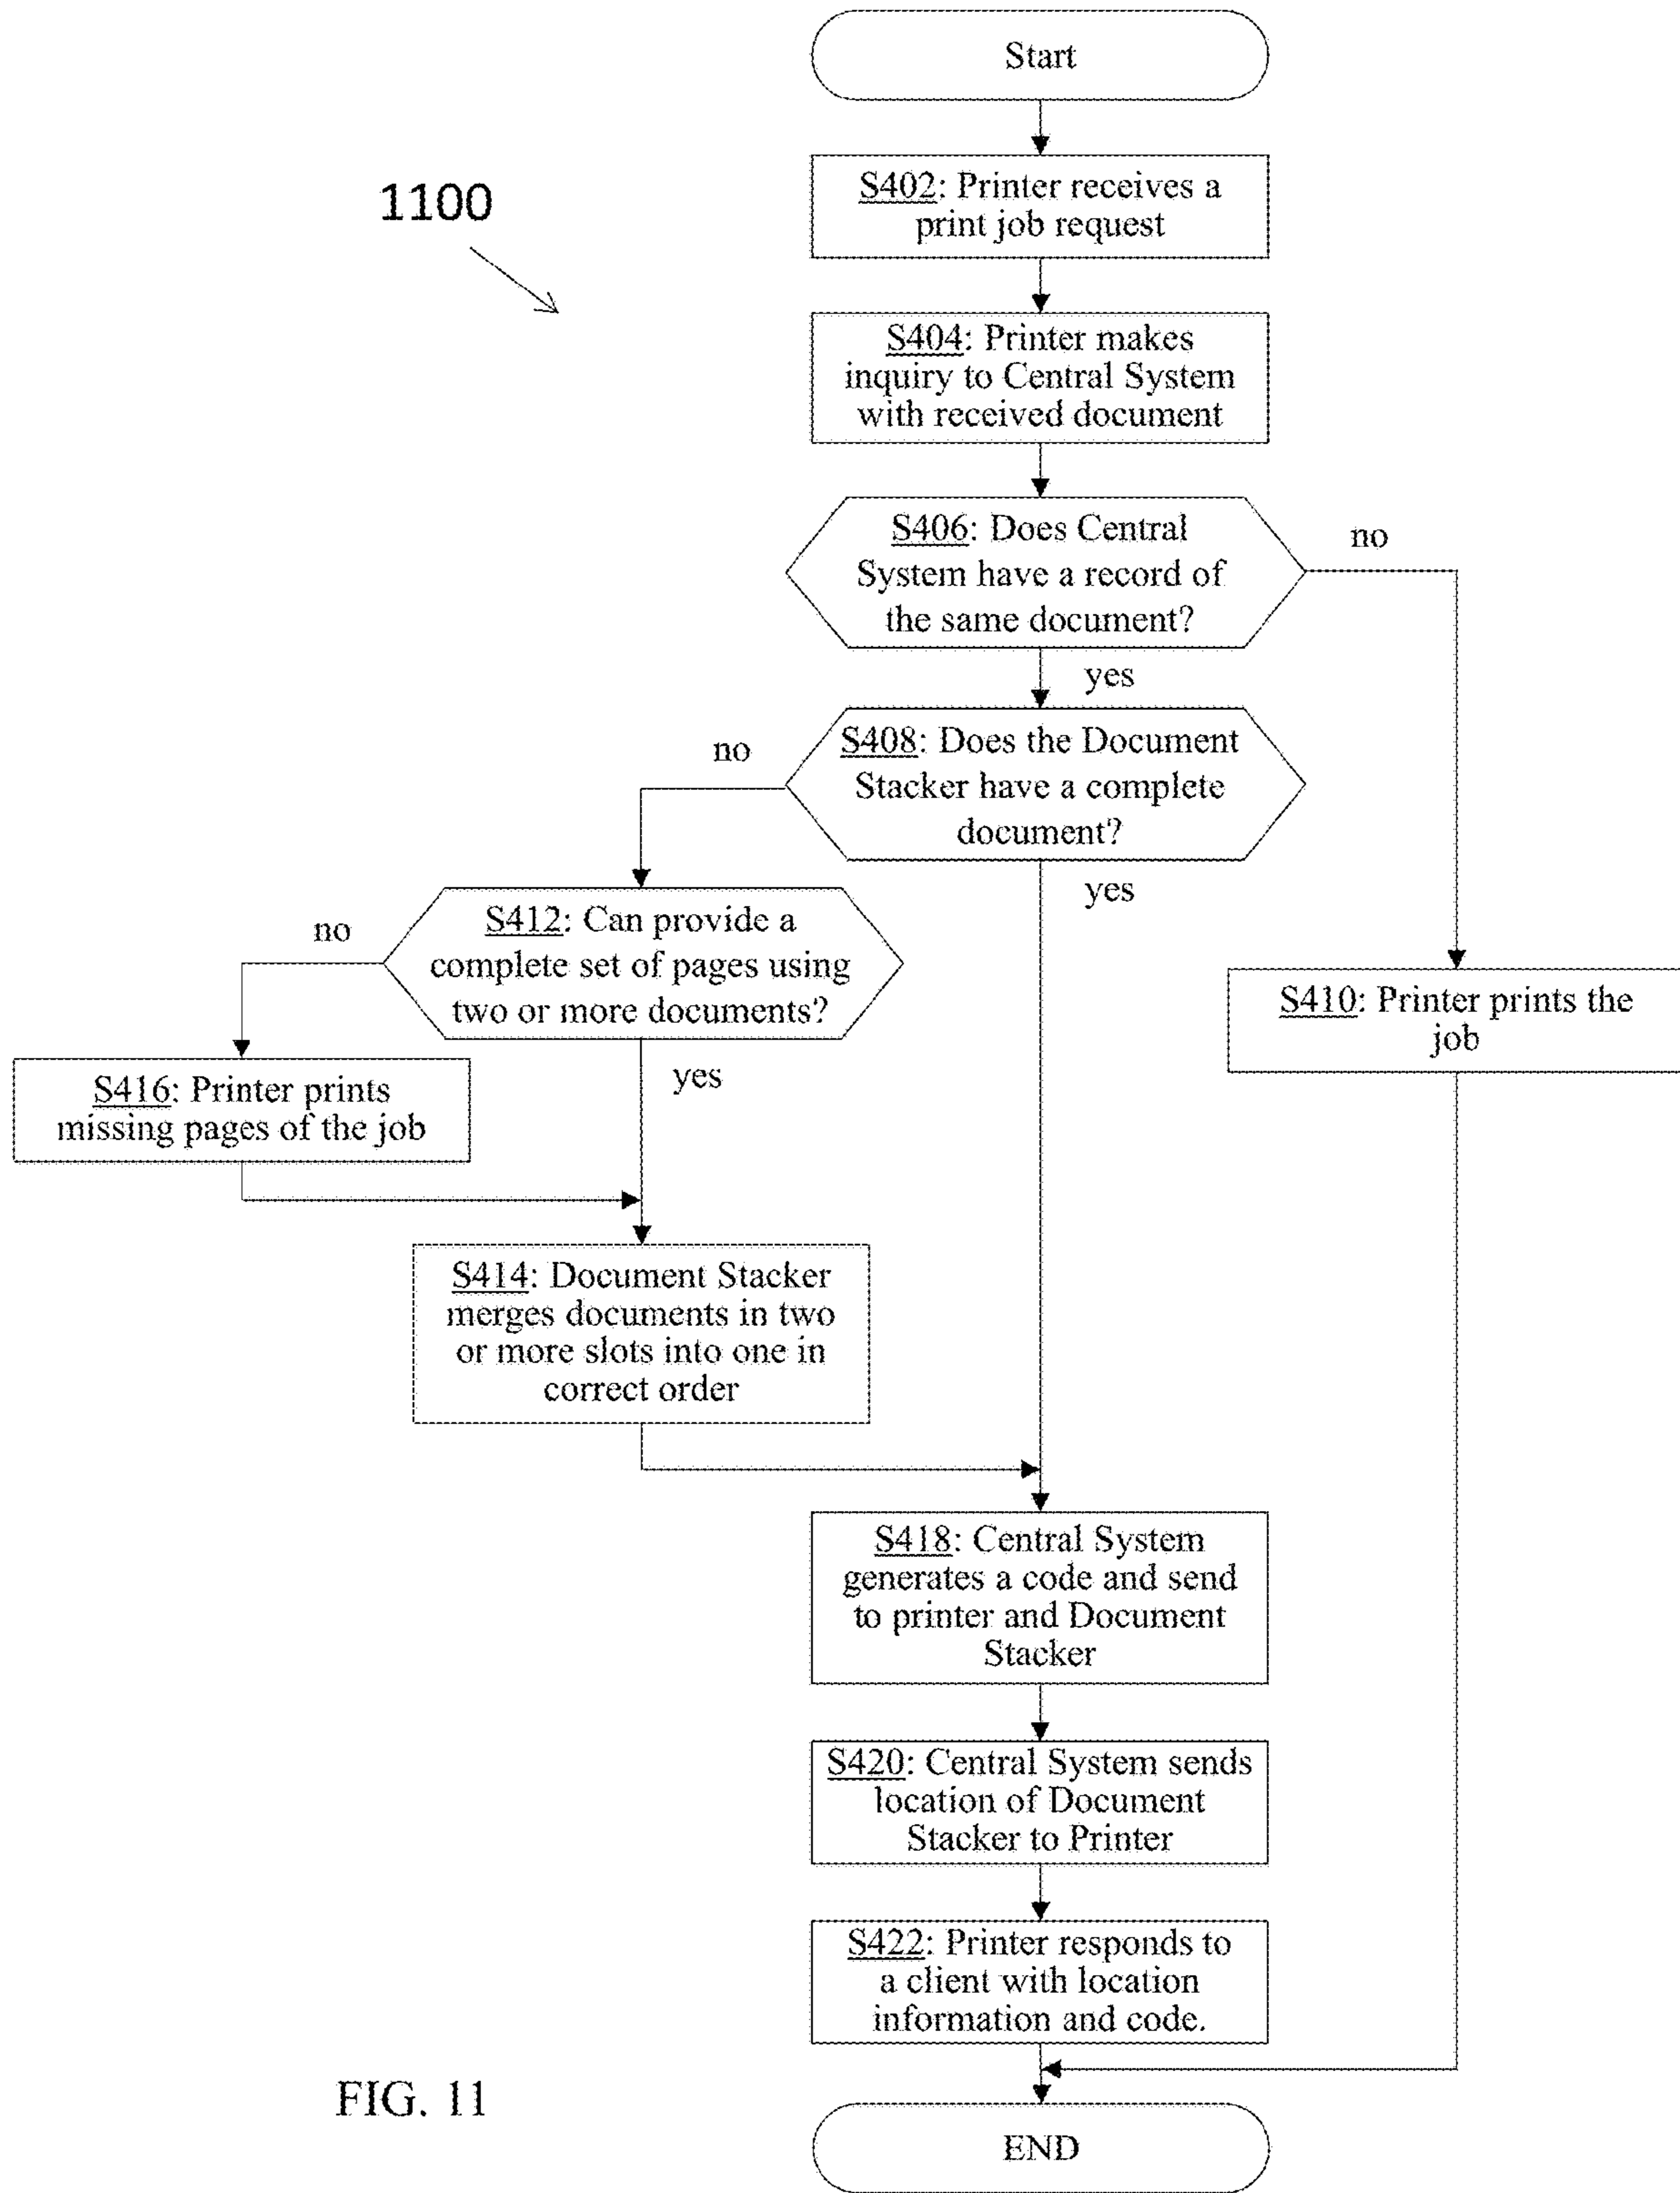 Start
1100
S402: Printer receives a
print job request
S404: Printer makes
inquiry to Central System
with received document
S406: Does Central
System have a record of
the same document?
no
yes
S408: Does the Document
Stacker have a complete
document?
no
yes
S412: Can provide a
complete set of pages using
two or more documents?
no
yes
S410: Printer prints the
job
S416: Printer prints
missing pages of the job
S414: Document Stacker
merges documents in two
or more slots into one in
correct order
S418: Central System
generates a code and send
to printer and Document
Stacker
S420: Central System sends
location of Document
Stacker to Printer
S422: Printer responds to
a client with location
information and code.
END
FIG. 11